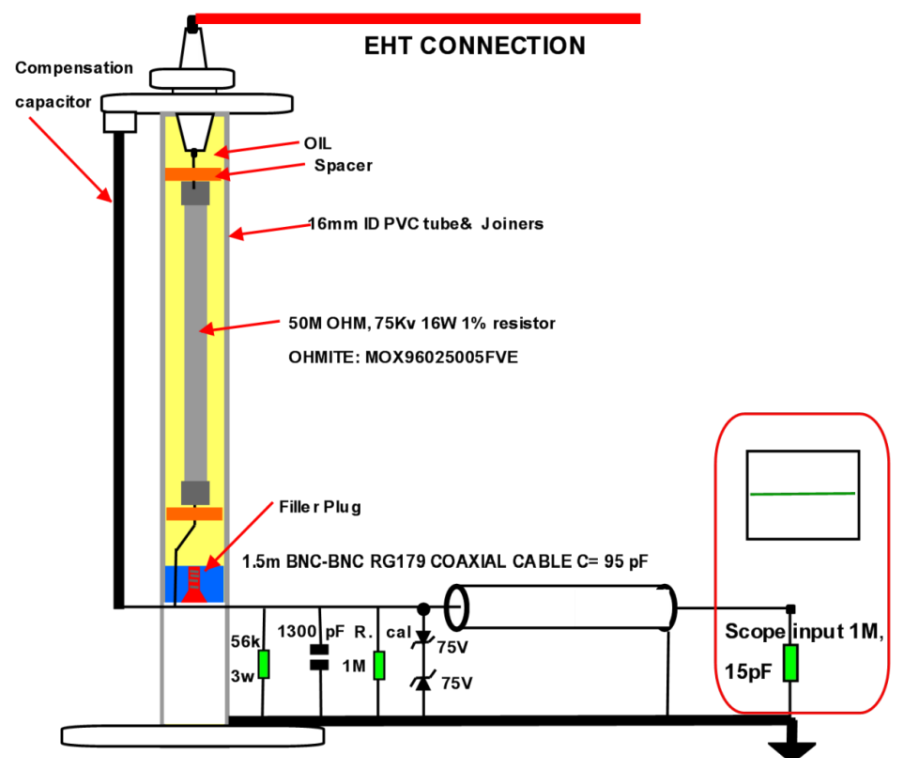 EHT CONNECTION
Compensation
capacitor
OIL
Spacer
16mm ID PVC tube& Joiners
50M OHM, 75Kv 16W 1% resistor
OHMITE: MOX96025005FVE
Filler Plug
1.5m BNC-BNC RG179 COAXIAL CABLE C= 95 pF
56k
3w
1300 pF
R. cal
1M
75V
75V
Scope input 1M,
15pF